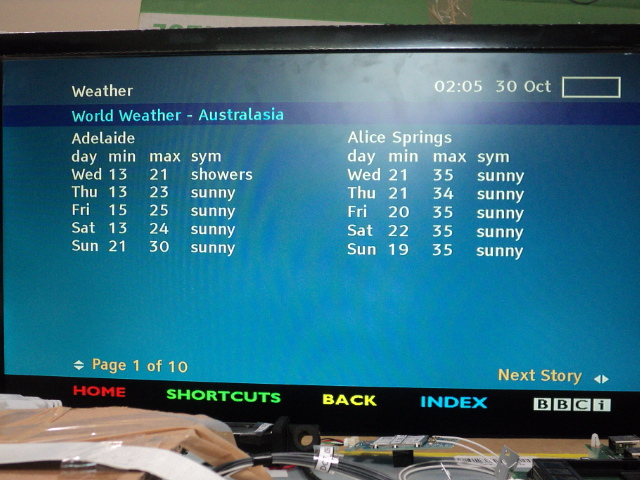 Weather
02:05 30 Oct
World Weather - Australasia
Adelaide
day min max sym
Wed 13 21 showers
Thu 13 23 sunny
Fri 15 25 sunny
Sat 13 24 sunny
Sun 21 30 sunny
Alice Springs
day min max sym
Wed 21 35 sunny
Thu 21 34 sunny
Fri 20 35 sunny
Sat 22 35 sunny
Sun 19 35 sunny
Page 1 of 10
Next Story
HOME SHORTCUTS BACK INDEX BBCi